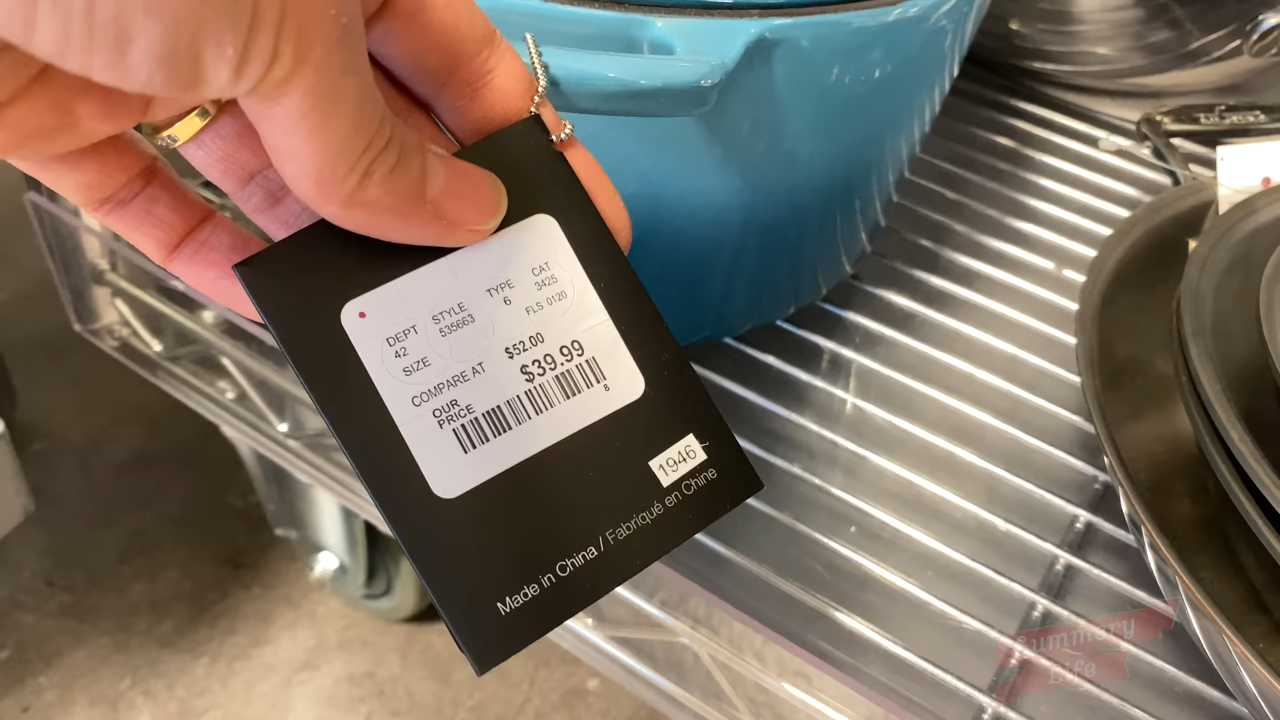 DEPT STYLE TYPE CAT
42 535663 6 3425
SIZE FLS 0120
COMPARE AT $52.00
OUR PRICE $39.99
8
1946
Made in China / Fabriqué en Chine
Summary
Life